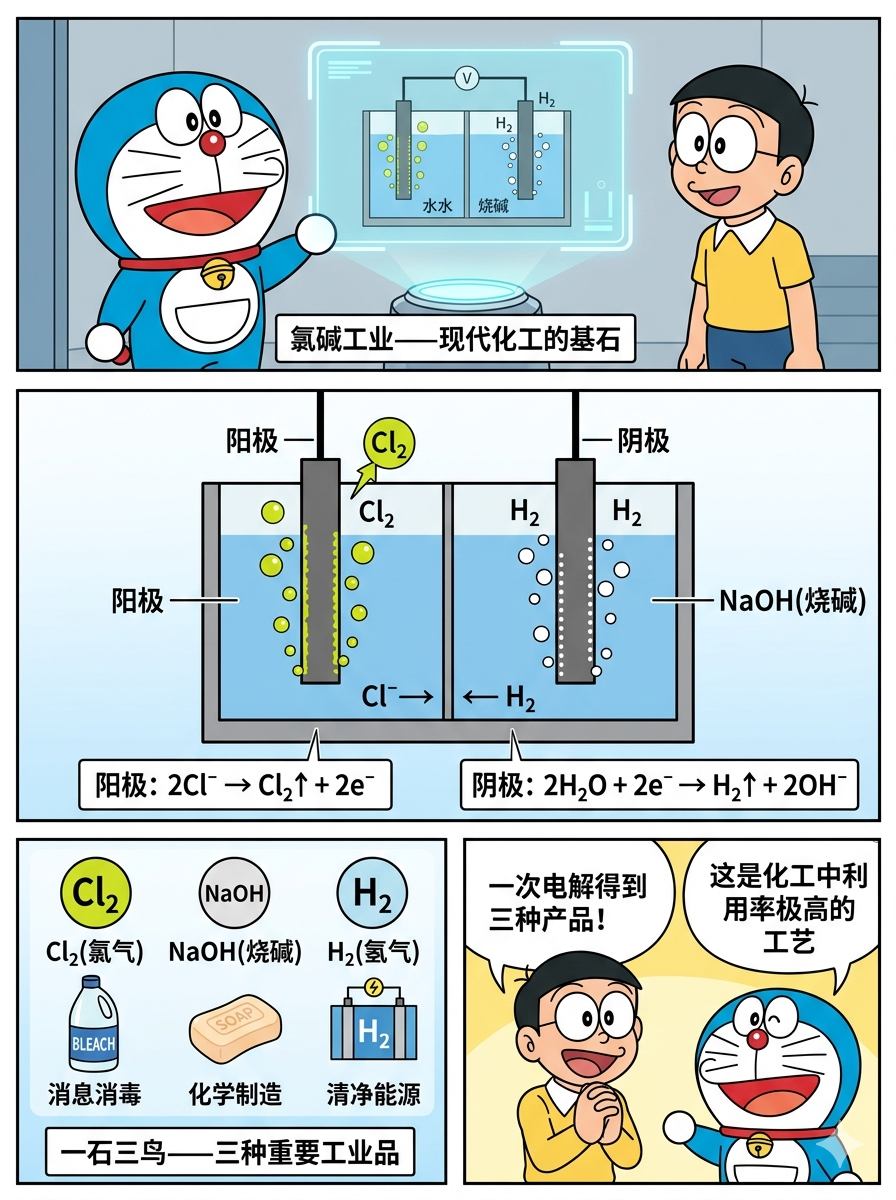 V
H₂
H₂
水水
烧碱
氯碱工业——现代化工的基石
阳极
Cl₂
阴极
Cl₂
H₂
H₂
阳极
NaOH(烧碱)
Cl⁻→
←H₂
阳极：2Cl⁻ → Cl₂↑ + 2e⁻
阴极：2H₂O + 2e⁻ → H₂↑ + 2OH⁻
Cl₂
NaOH
H₂
Cl₂(氯气)
NaOH(烧碱)
H₂(氢气)
BLEACH
SOAP
H₂
消息消毒
化学制造
清净能源
一石三鸟——三种重要工业品
一次电解得到
三种产品！
这是化工中利
用率极高的
工艺